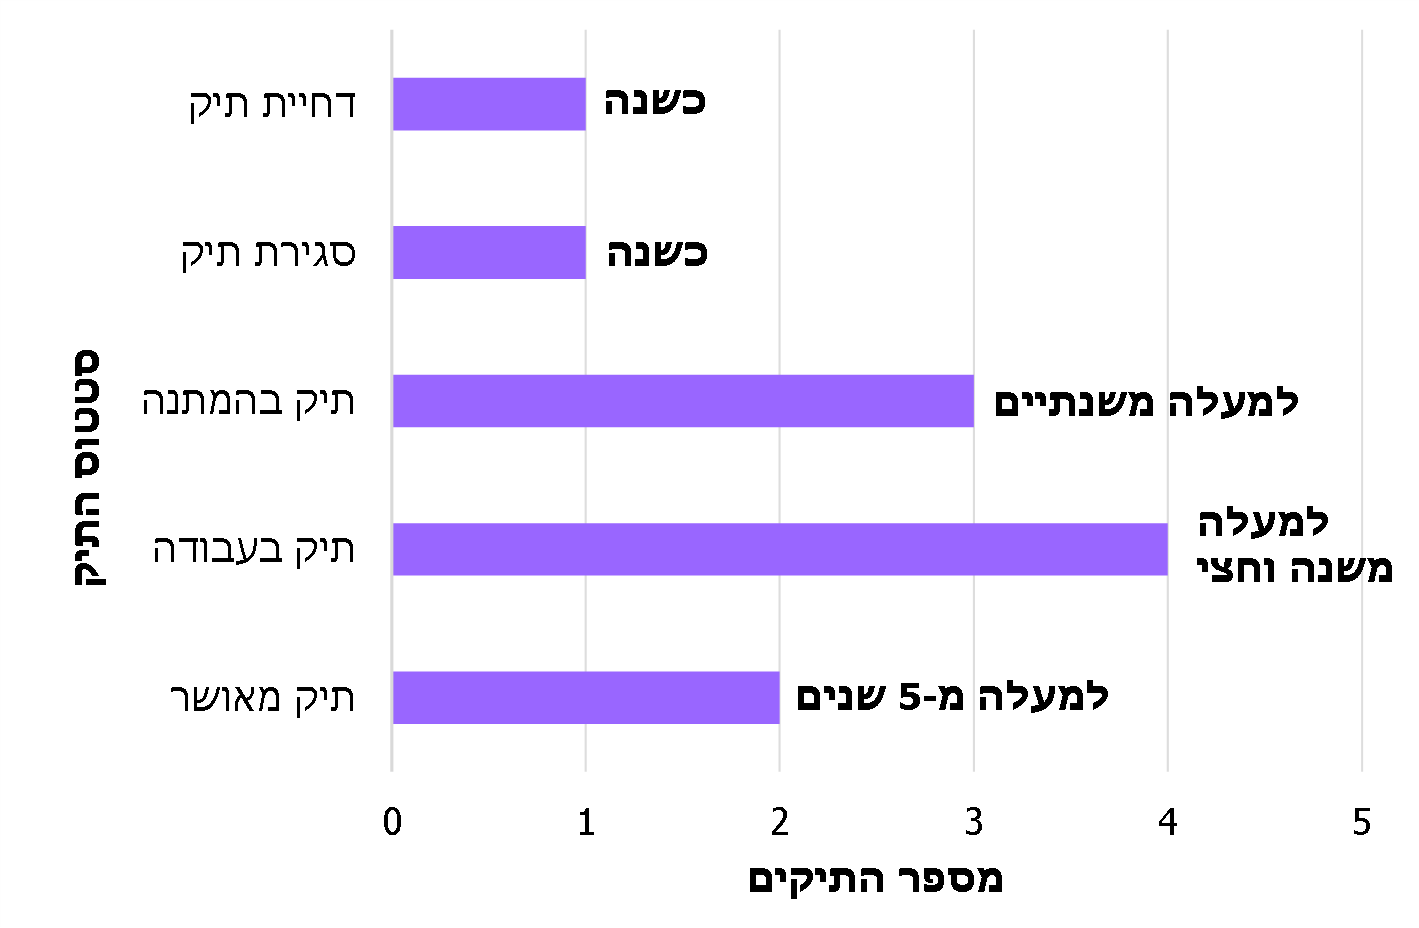 דחיית תיק
כשנה
סגירת תיק
כשנה
תיק בהמתנה
למעלה משנתיים
תיק בעבודה
למעלה
משנה וחצי
תיק מאושר
למעלה מ-5 שנים
סטטוס התיק
0
1
2
3
4
5
מספר התיקים